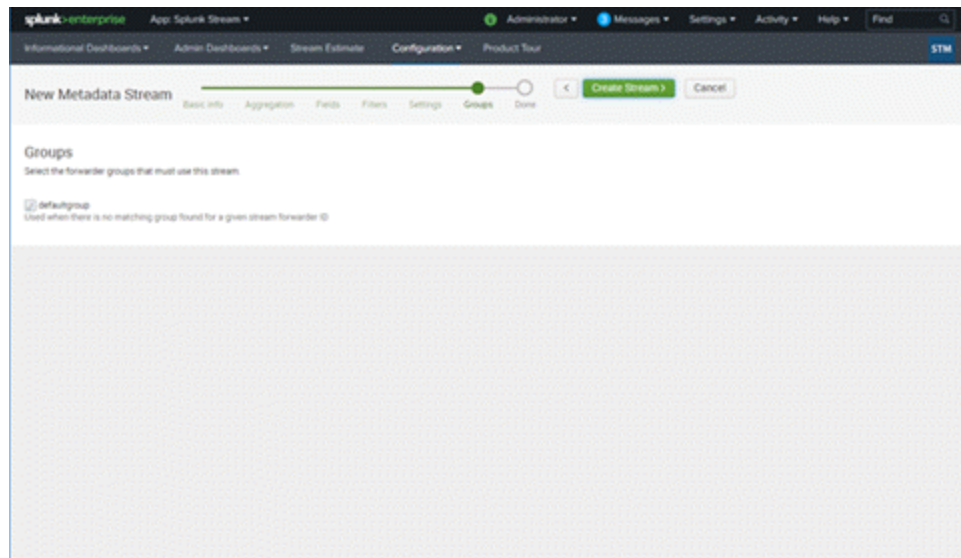 splunk>enterprise App: Splunk Stream ▾ i Administrator ▾ 3 Messages ▾ Settings ▾ Activity ▾ Help ▾ Find
Informational Dashboards ▾ Admin Dashboards ▾ Stream Estimate Configuration ▾ Product Tour STM
New Metadata Stream
Basic info Aggregation Fields Filters Settings Groups Done
< Create Stream > Cancel
Groups
Select the forwarder groups that must use this stream
defaultgroup
Used when there is no matching group found for a given stream forwarder ID